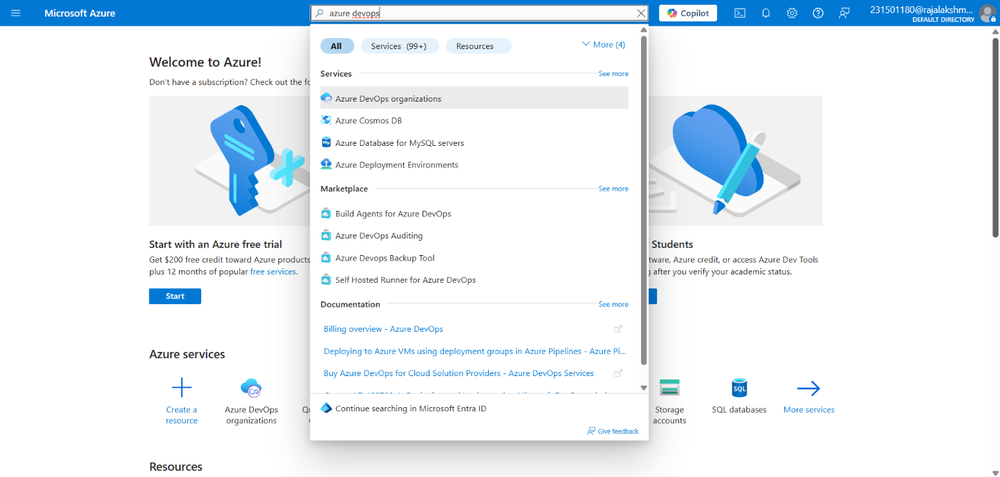 Microsoft Azure
azure devops
Copilot
231501180@rajalakshm...
DEFAULT DIRECTORY
All
Services (99+)
Resources
More (4)
Services
See more
Azure DevOps organizations
Azure Cosmos DB
Azure Database for MySQL servers
Azure Deployment Environments
Marketplace
See more
Build Agents for Azure DevOps
Azure DevOps Auditing
Azure Devops Backup Tool
Self Hosted Runner for Azure DevOps
Documentation
See more
Billing overview - Azure DevOps
Deploying to Azure VMs using deployment groups in Azure Pipelines - Azure Pi...
Buy Azure DevOps for Cloud Solution Providers - Azure DevOps Services
Continue searching in Microsoft Entra ID
Give feedback
Welcome to Azure!
Don't have a subscription? Check out the
Start with an Azure free trial
Get $200 free credit toward Azure products
plus 12 months of popular free services.
Start
Students
Azure credit, or access Azure Dev Tools
after you verify your academic status.
Azure services
Create a
resource
Azure DevOps
organizations
Storage
accounts
SQL databases
More services
Resources